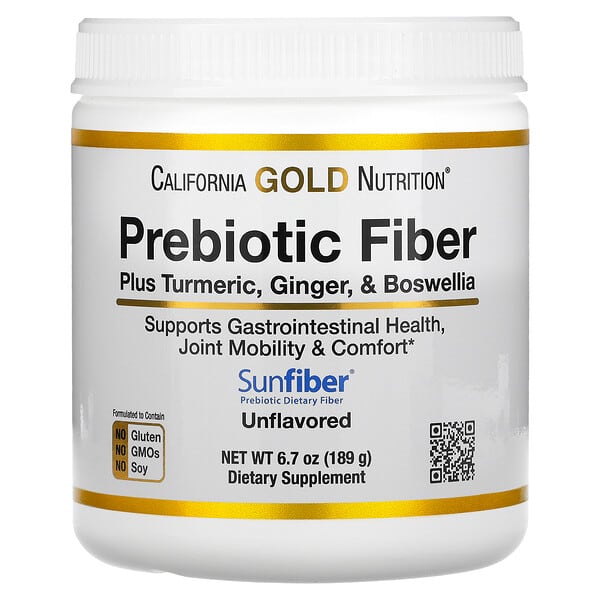 CALIFORNIA GOLD NUTRITION®
Prebiotic Fiber
Plus Turmeric, Ginger, & Boswellia
Supports Gastrointestinal Health,
Joint Mobility & Comfort*
Sunfiber®
Prebiotic Dietary Fiber
Unflavored
Formulated to Contain
NO Gluten
NO GMOs
NO Soy
NET WT 6.7 oz (189 g)
Dietary Supplement